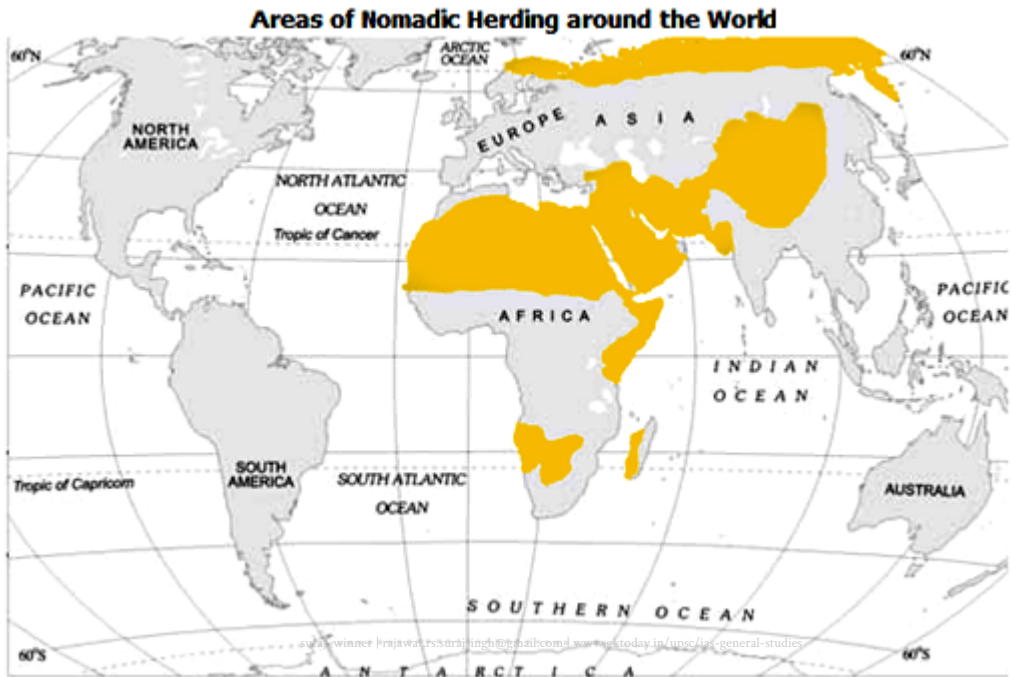 Areas of Nomadic Herding around the World
ARCTIC
OCEAN
60°N
60°N
NORTH
AMERICA
EUROPE
ASIA
NORTH ATLANTIC
OCEAN
Tropic of Cancer
PACIFIC
OCEAN
AFRICA
PACIFIC
OCEAN
INDIAN
OCEAN
SOUTH
AMERICA
Tropic of Capricorn
SOUTH ATLANTIC
OCEAN
AUSTRALIA
SOUTHERN OCEAN
60°S
60°S
ANTARCTICA